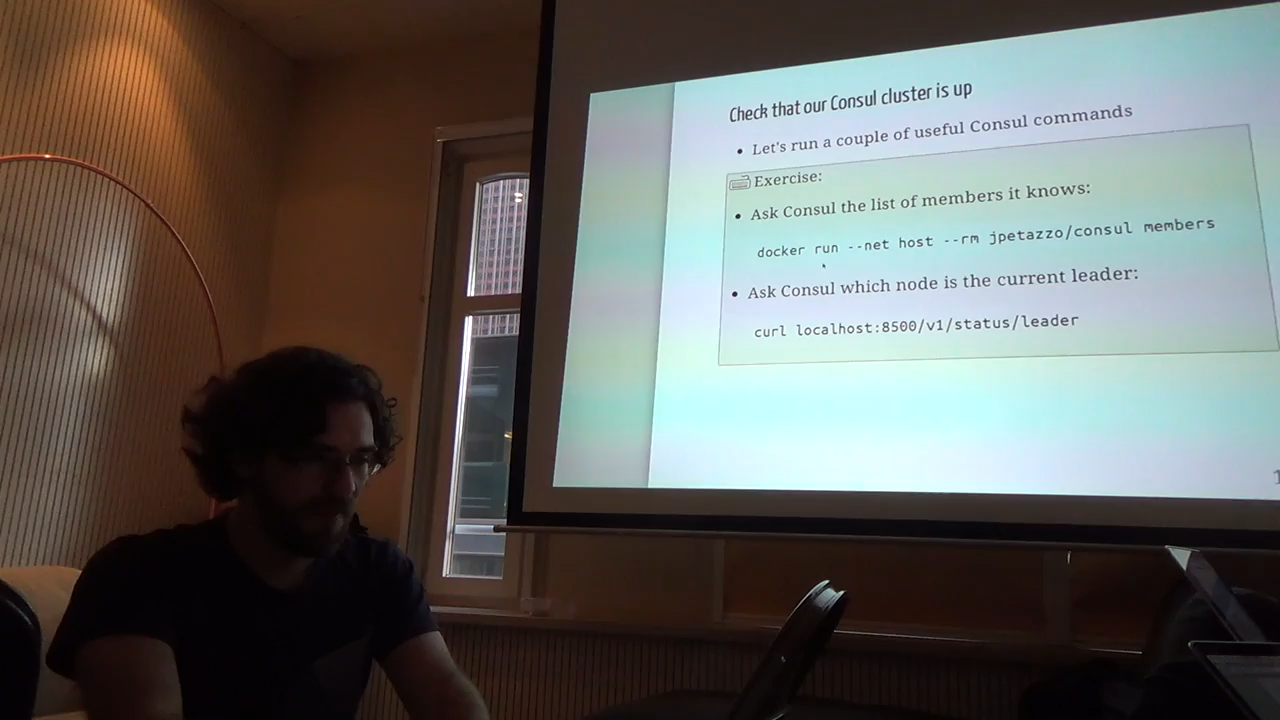 Check that our Consul cluster is up
• Let's run a couple of useful Consul commands
Exercise:
• Ask Consul the list of members it knows:
docker run --net host --rm jpetazzo/consul members
• Ask Consul which node is the current leader:
curl localhost:8500/v1/status/leader